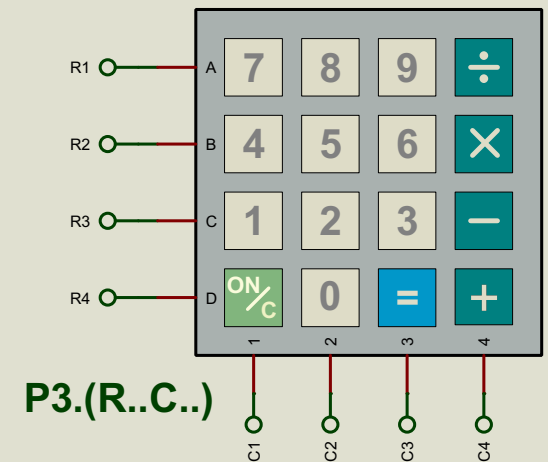 R1 A 7 8 9 ÷
R2 B 4 5 6 ×
R3 C 1 2 3 −
R4 D ON/C 0 = +
1 2 3 4
P3.(R..C..)
C1 C2 C3 C4